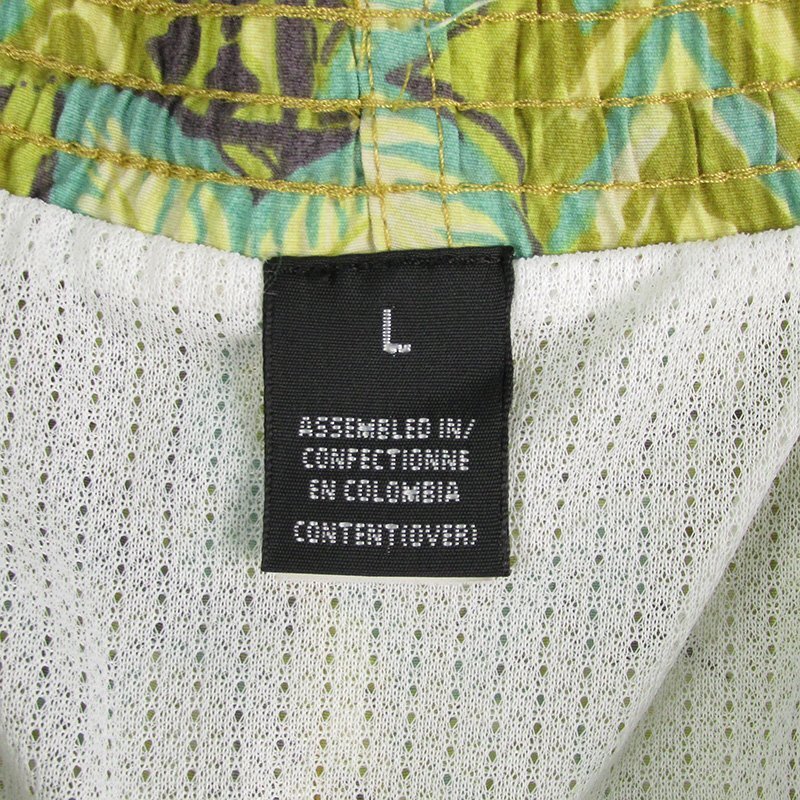 L
ASSEMBLED IN/
CONFECTIONNE
EN COLOMBIA
CONTENT(OVER)